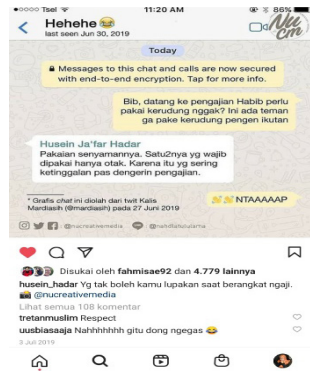 Tsel
11:20 AM
86%
Hehehe 😂
last seen Jun 30, 2019
Nu
Cm
Today
🔒 Messages to this chat and calls are now secured
with end-to-end encryption. Tap for more info.
Bib, datang ke pengajian Habib perlu
pakai kerudung nggak? Ini ada teman
ga pake kerudung pengen ikutan
Husein Ja'far Hadar
Pakaian senyamannya. Satu2nya yg wajib
dipakai hanya otak. Karena itu yg sering
ketinggalan pas dengerin pengajian.
NTAAAAAP
* Grafis chat ini diolah dari twit Kalis
Mardiasih (@mardiasih) pada 27 Juni 2019
@nucreativemedia
@nahdlatululama
Disukai oleh fahmisae92 dan 4.779 lainnya
husein_hadar Yg tak boleh kamu lupakan saat berangkat ngaji.
📸 @nucreativemedia
Lihat semua 108 komentar
tretanmuslim Respect
uusbiasaaja Nahhhhhhh gitu dong ngegas 😂
3 Juli 2019